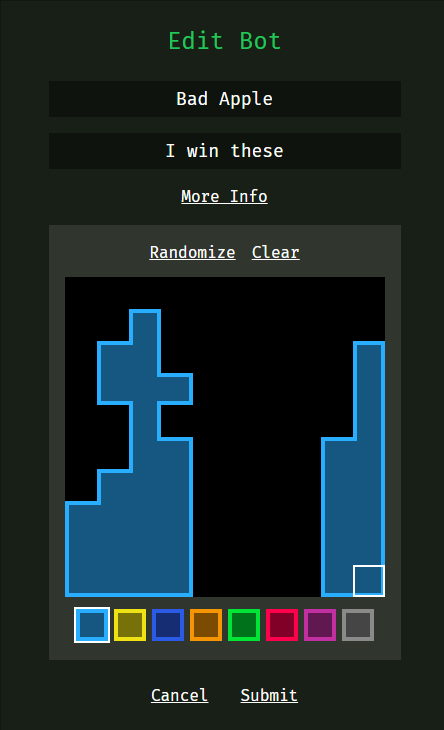 Edit Bot
Bad Apple
I win these
More Info
Randomize Clear
Cancel Submit